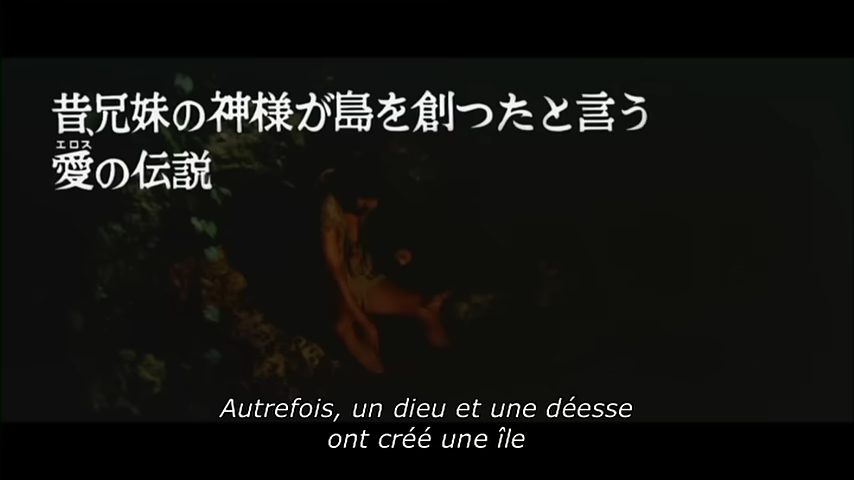 昔、兄妹の神様が島を創つたと言う
エロス
愛の伝説
Autrefois, un dieu et une déesse
ont créé une île